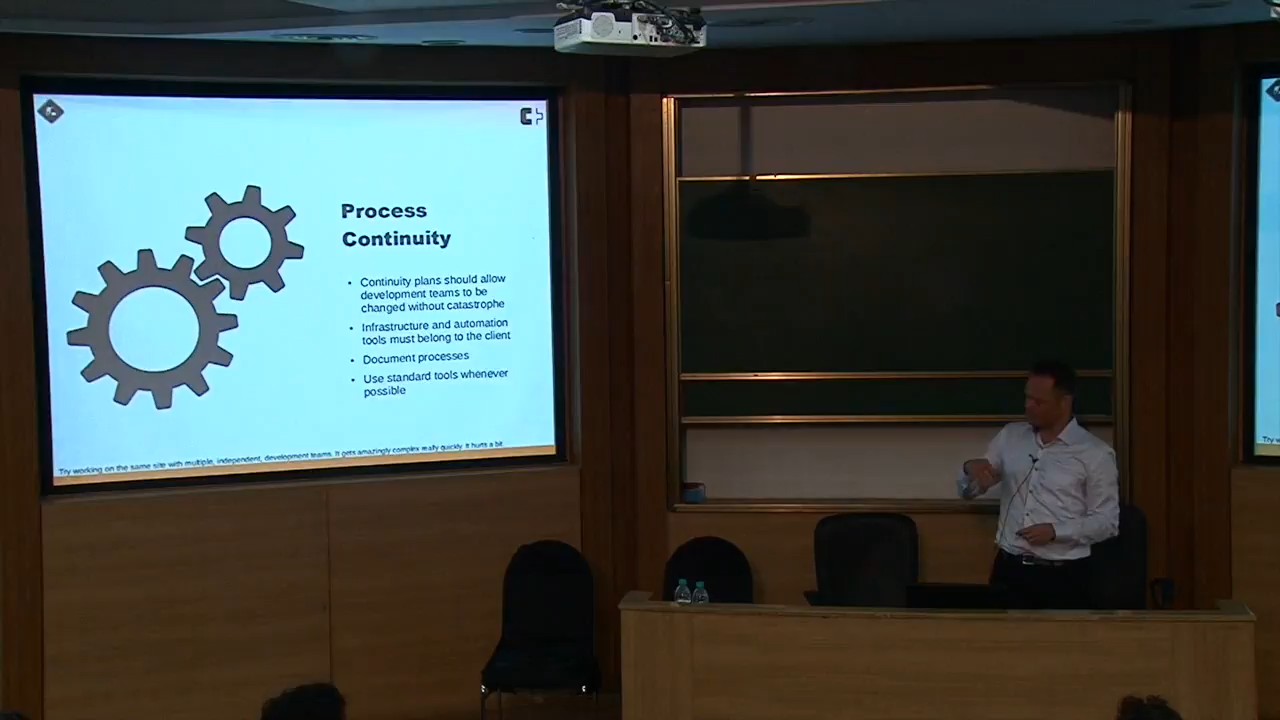 Process
Continuity
• Continuity plans should allow
development teams to be
changed without catastrophe
• Infrastructure and automation
tools must belong to the client
• Document processes
• Use standard tools whenever
possible
Try working on the same site with multiple, independent, development teams. It gets amazingly complex really quickly. It hurts a bit.
Try w